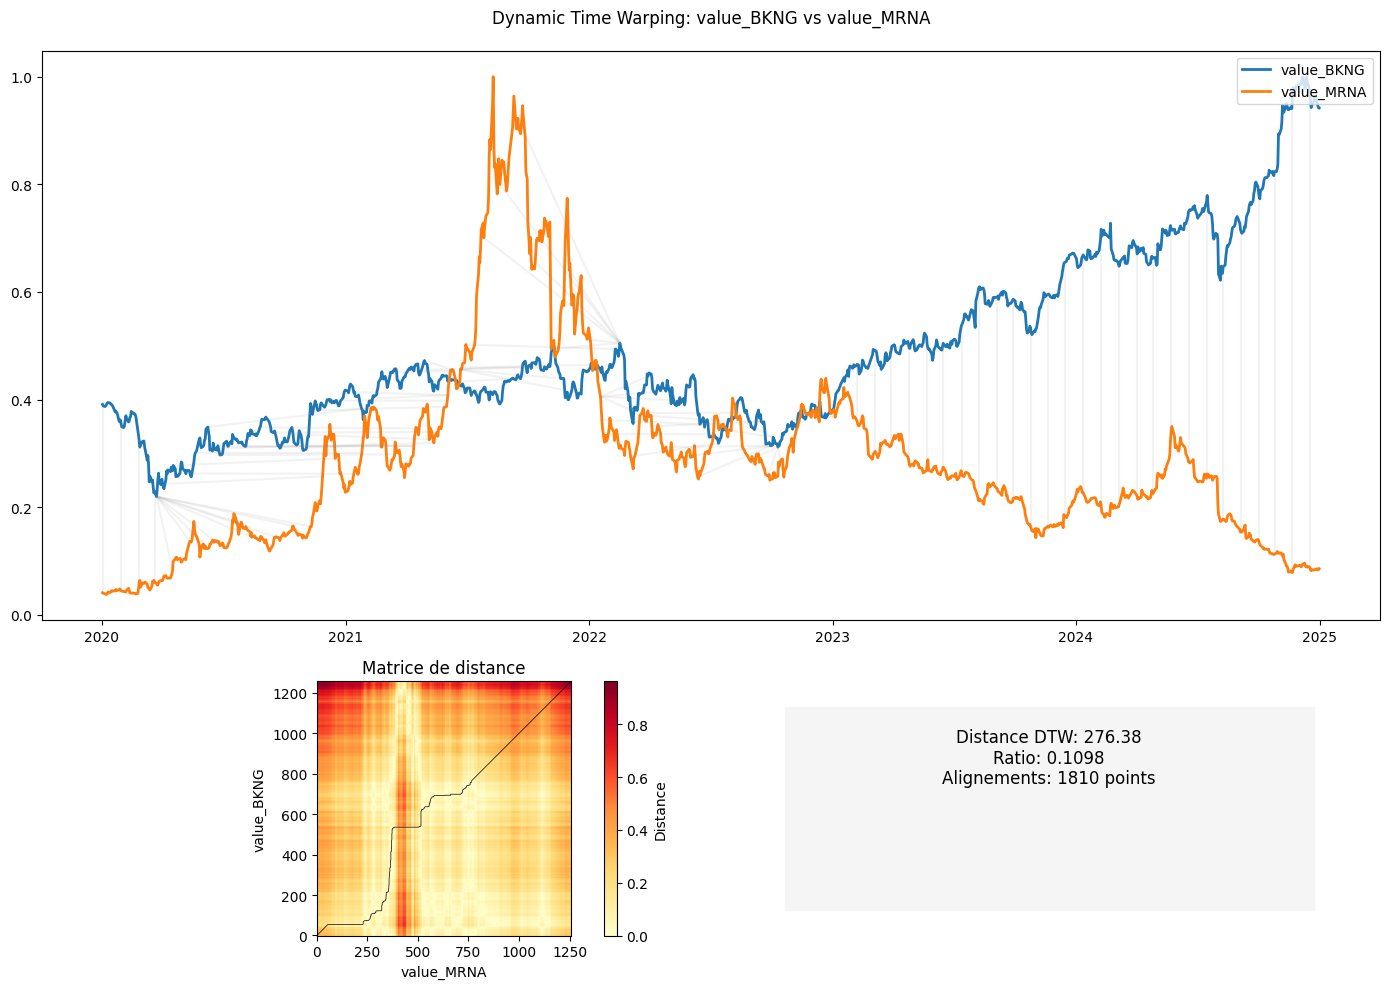 Dynamic Time Warping: value_BKNG vs value_MRNA
value_BKNG
value_MRNA
1.0
0.8
0.6
0.4
0.2
0.0
2020 2021 2022 2023 2024 2025
Matrice de distance
1200
1000
800
600
400
200
0
value_BKNG
0 250 500 750 1000 1250
value_MRNA
0.8
0.6
0.4
0.2
0.0
Distance
Distance DTW: 276.38
Ratio: 0.1098
Alignements: 1810 points